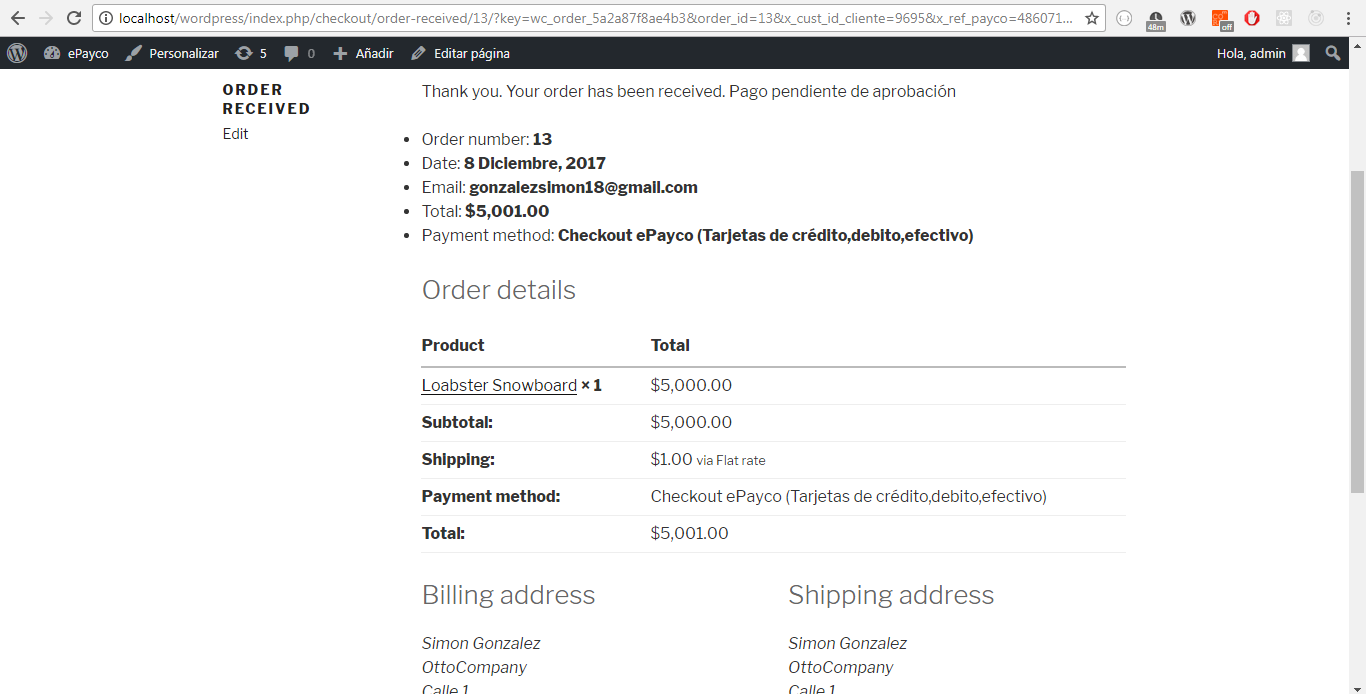 localhost/wordpress/index.php/checkout/order-received/13/?key=wc_order_5a2a87f8ae4b3&order_id=13&x_cust_id_cliente=9695&x_ref_payco=486071...
48m
off
ePayco Personalizar 5 0 Añadir Editar página Hola, admin
ORDER
RECEIVED
Edit
Thank you. Your order has been received. Pago pendiente de aprobación
Order number: 13
Date: 8 Diciembre, 2017
Email: gonzalezsimon18@gmail.com
Total: $5,001.00
Payment method: Checkout ePayco (Tarjetas de crédito,debito,efectivo)
Order details
Product Total
Loabster Snowboard × 1 $5,000.00
Subtotal: $5,000.00
Shipping: $1.00 via Flat rate
Payment method: Checkout ePayco (Tarjetas de crédito,debito,efectivo)
Total: $5,001.00
Billing address Shipping address
Simon Gonzalez Simon Gonzalez
OttoCompany OttoCompany
Calle 1 Calle 1